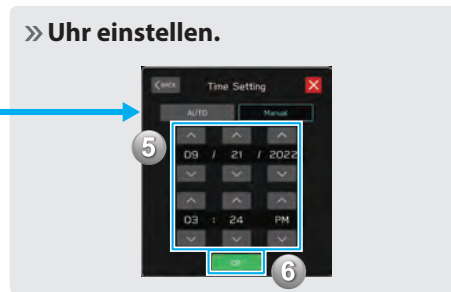 » Uhr einstellen.
< BACK Time Setting X
AUTO Manual
5
09 / 21 / 2022
03 : 24 PM
OK
6